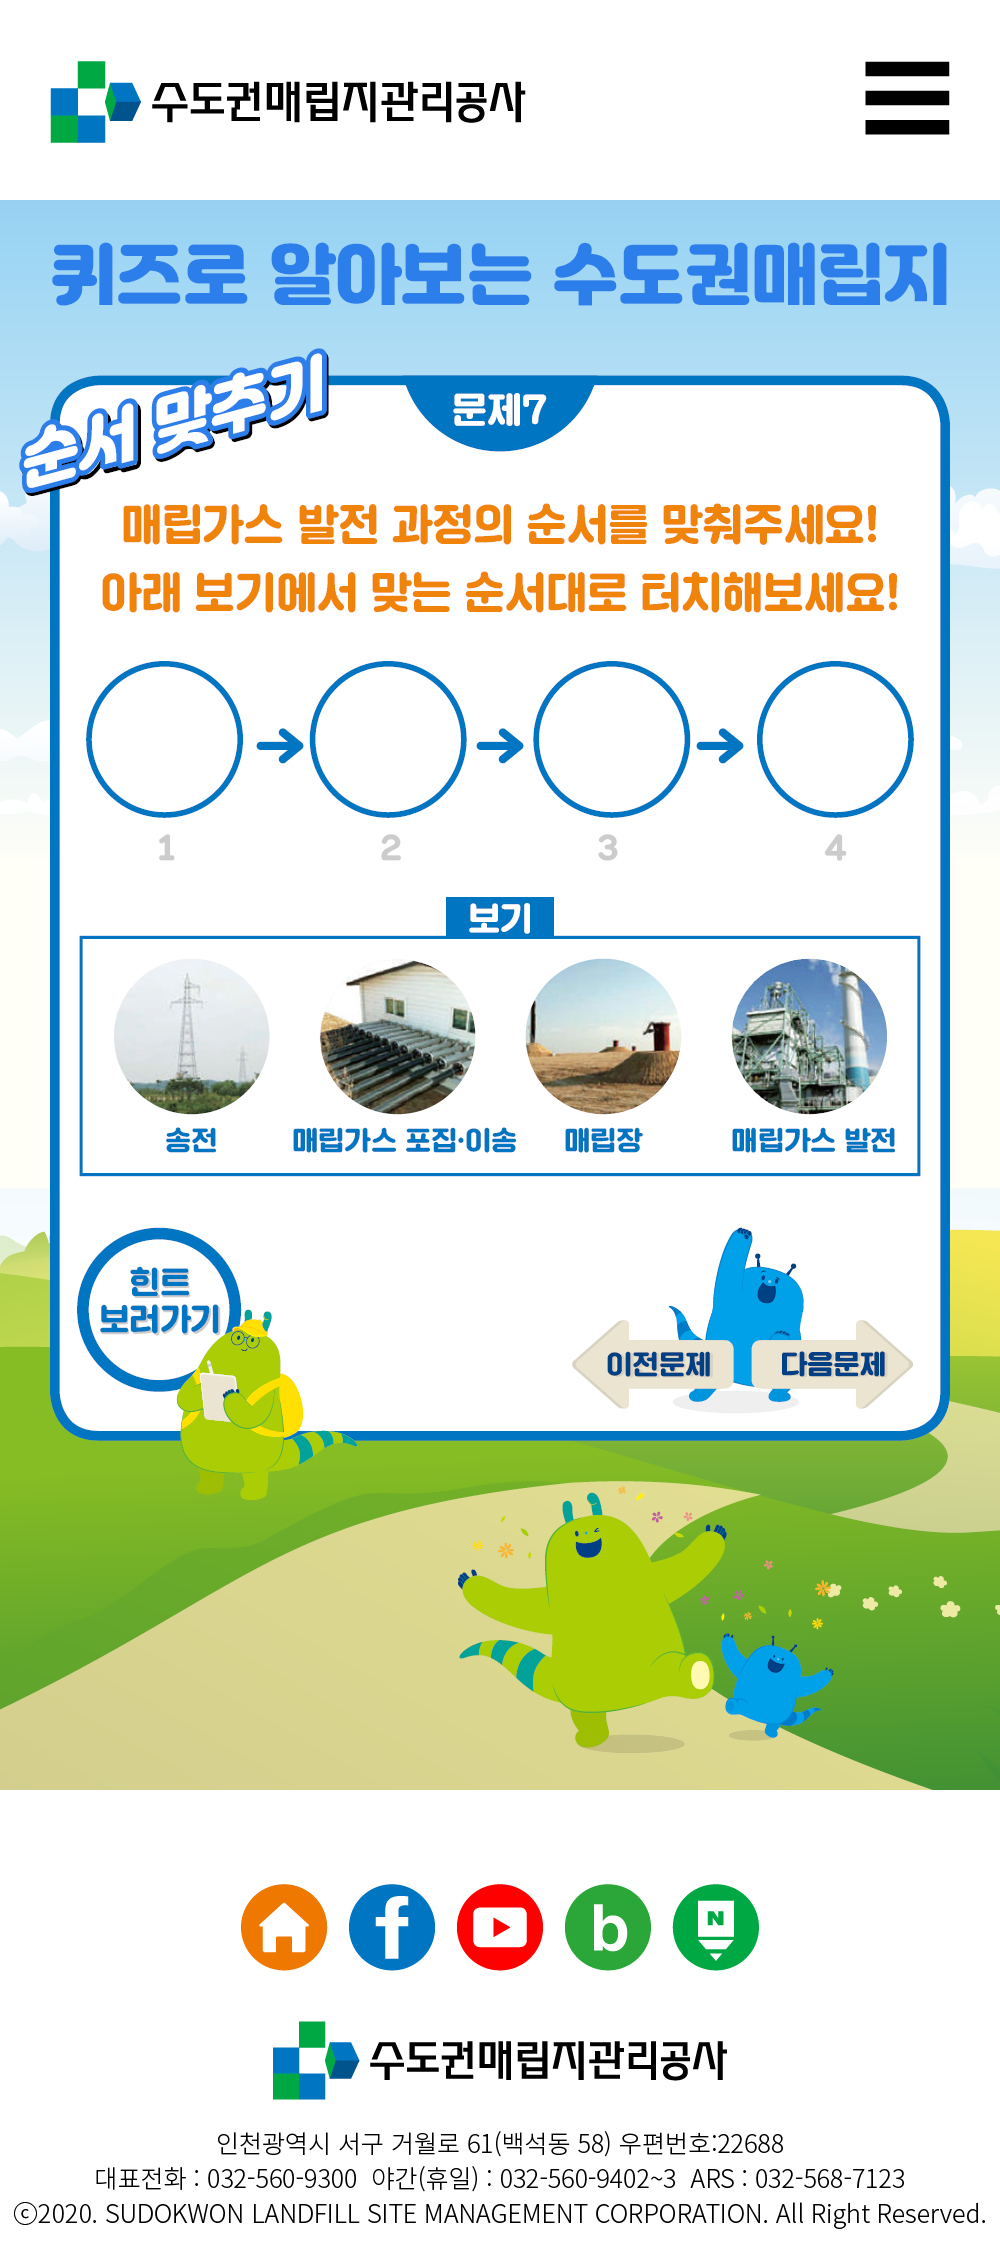 수도권매립지관리공사
퀴즈로 알아보는 수도권매립지
순서 맞추기
문제7
매립가스 발전 과정의 순서를 맞춰주세요!
아래 보기에서 맞는 순서대로 터치해보세요!
1 2 3 4
보기
송전 매립가스 포집·이송 매립장 매립가스 발전
힌트
보러가기
이전문제 다음문제
f b N
수도권매립지관리공사
인천광역시 서구 거월로 61(백석동 58) 우편번호:22688
대표전화 : 032-560-9300 야간(휴일) : 032-560-9402~3 ARS : 032-568-7123
ⓒ2020. SUDOKWON LANDFILL SITE MANAGEMENT CORPORATION. All Right Reserved.